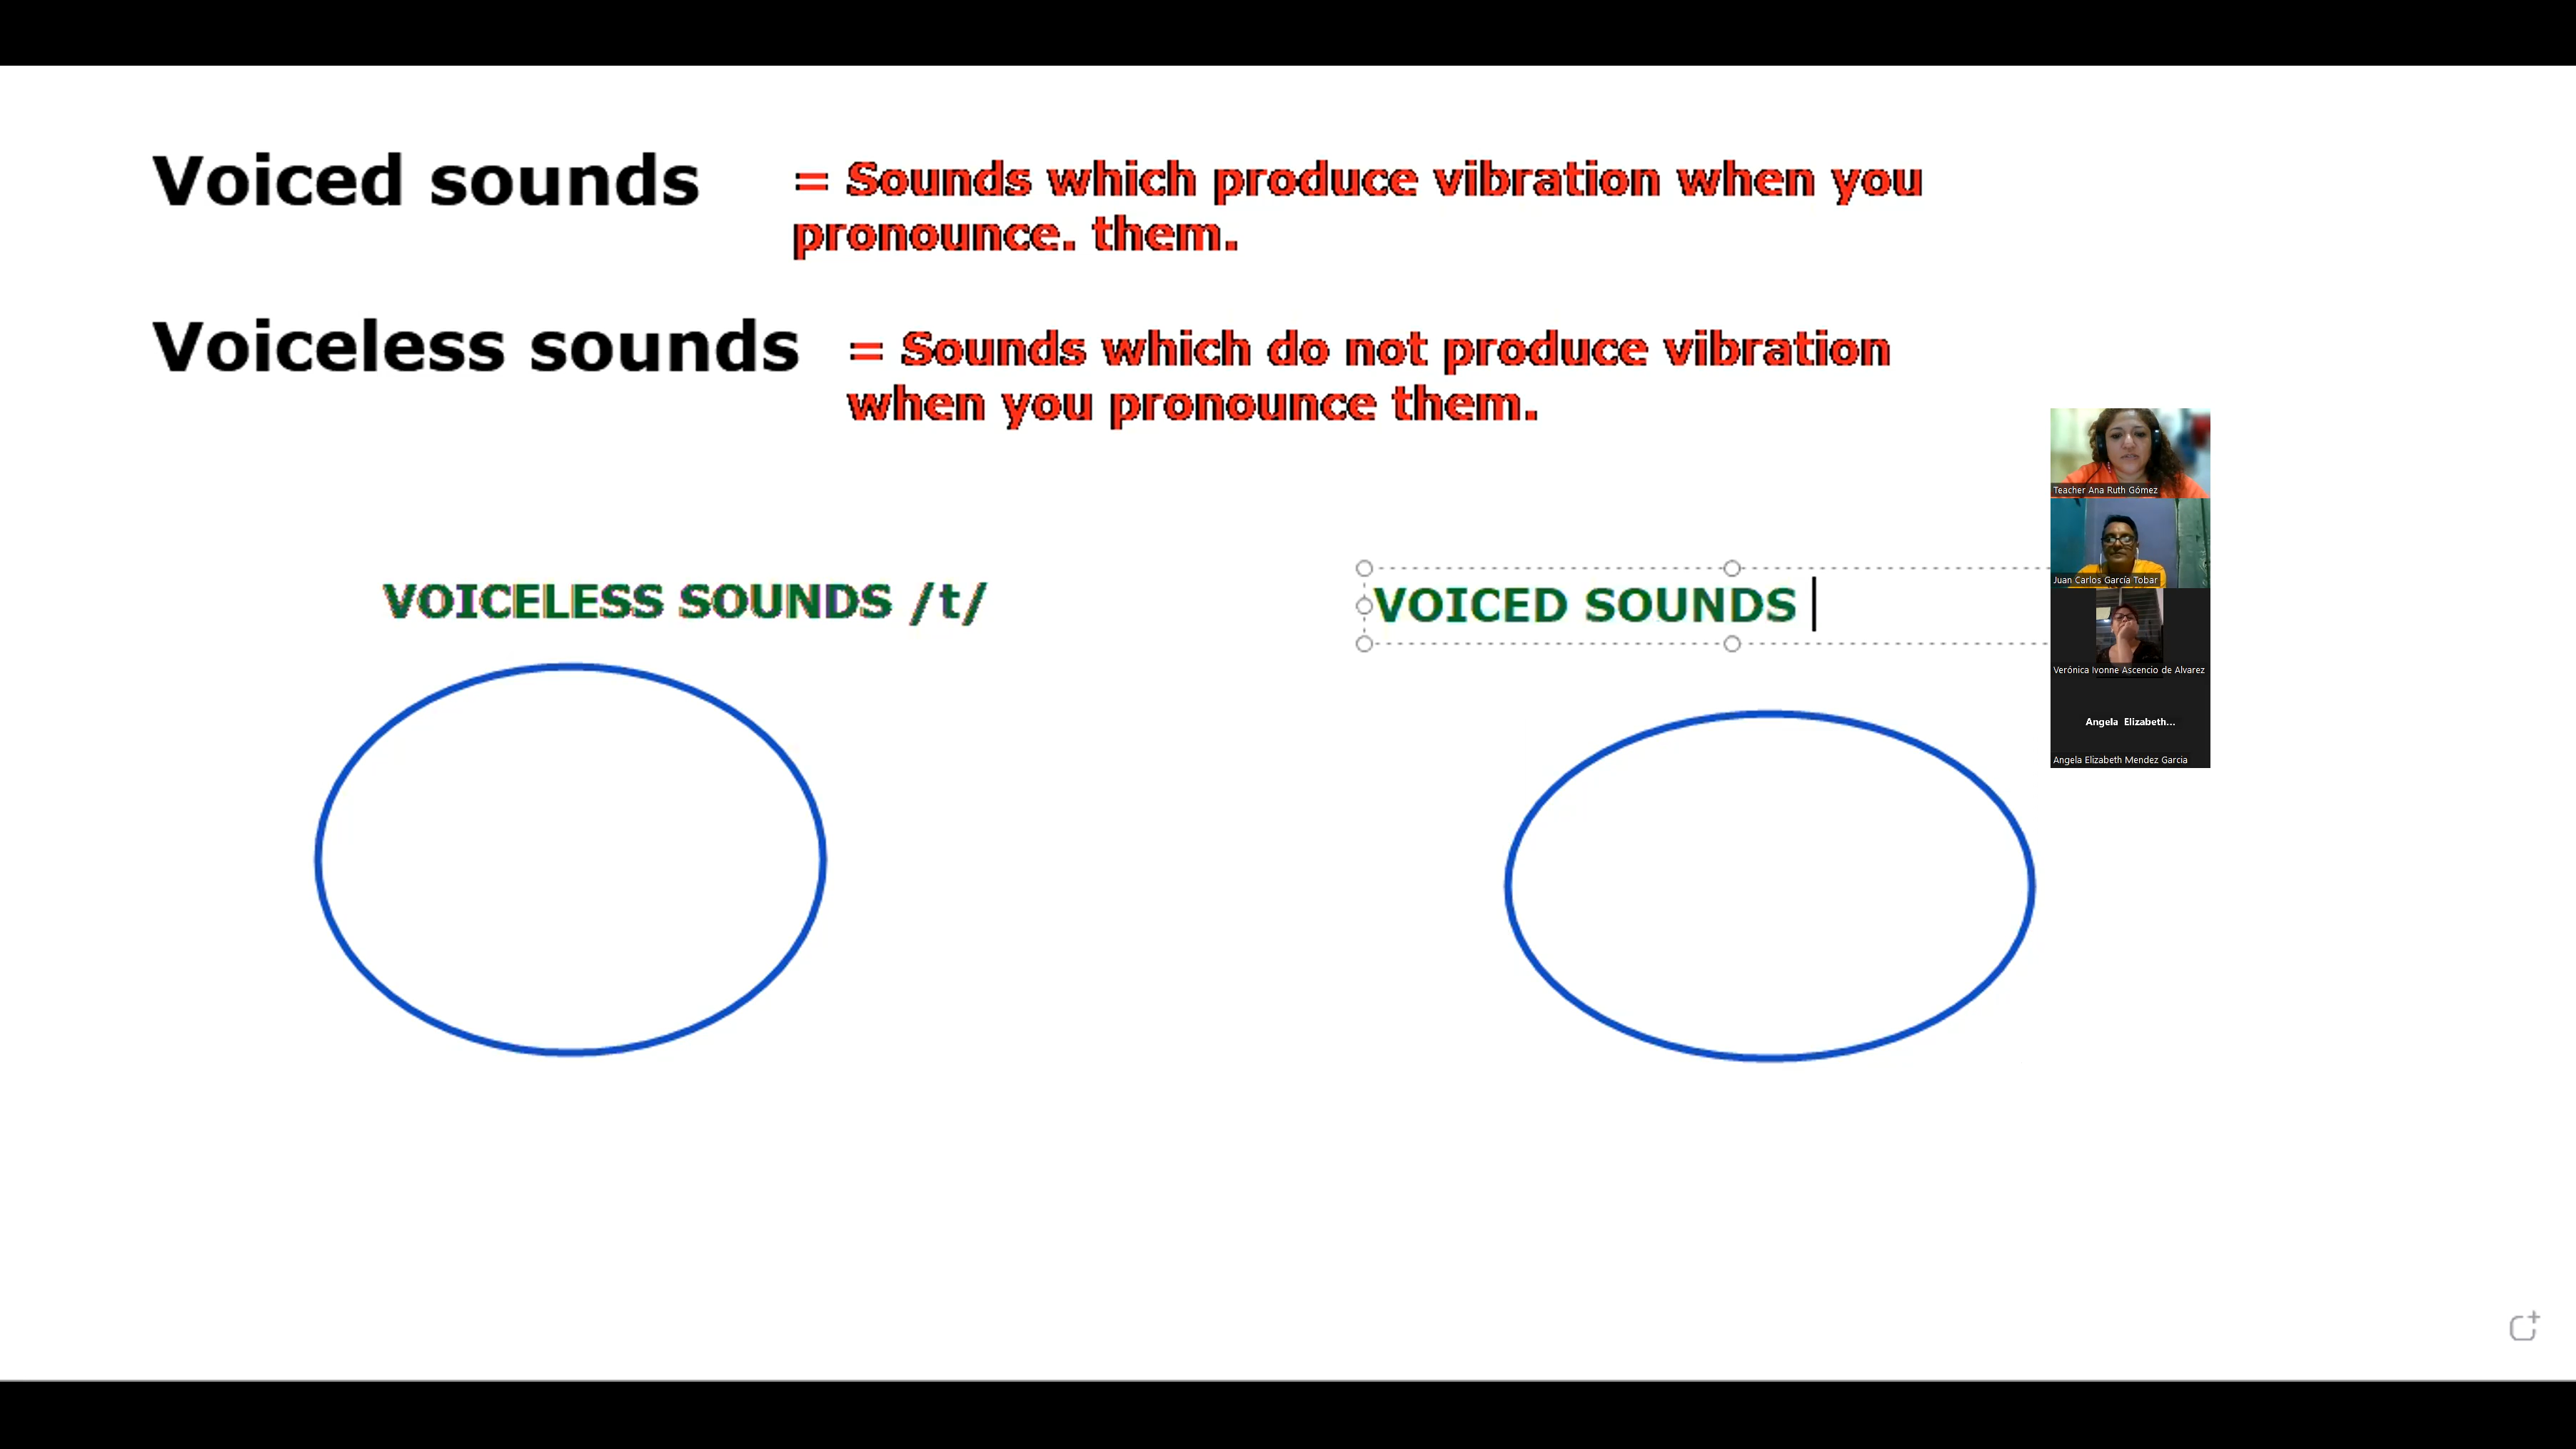 Voiced sounds
= Sounds which produce vibration when you
pronounce. them.
Voiceless sounds
= Sounds which do not produce vibration
when you pronounce them.
VOICELESS SOUNDS /t/
VOICED SOUNDS
Teacher Ana Ruth Gómez
Juan Carlos García Tobar
Verónica Ivonne Ascencio de Alvarez
Angela Elizabeth...
Angela Elizabeth Mendez Garcia